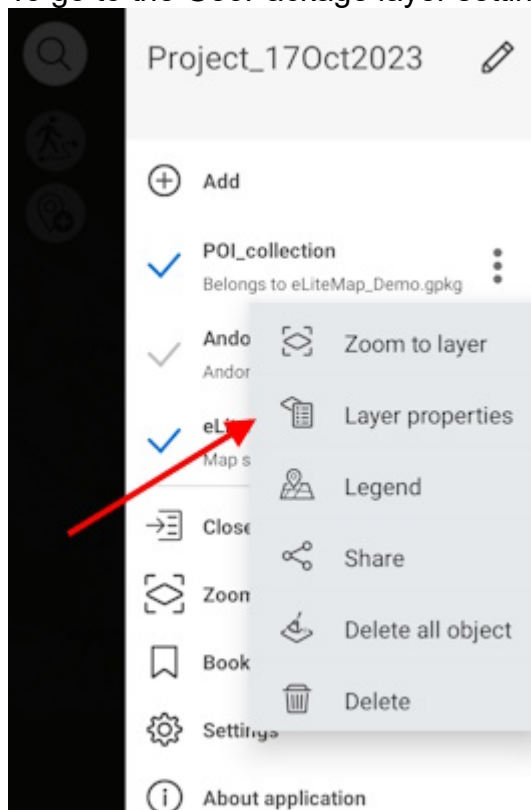 Project_17Oct2023
Add
POI_collection
Belongs to eLiteMap_Demo.gpkg
Ando
Andor
Map s
Zoom to layer
Layer properties
Legend
Share
Delete all object
Delete
Close
Zoom
Book
Settings
About application